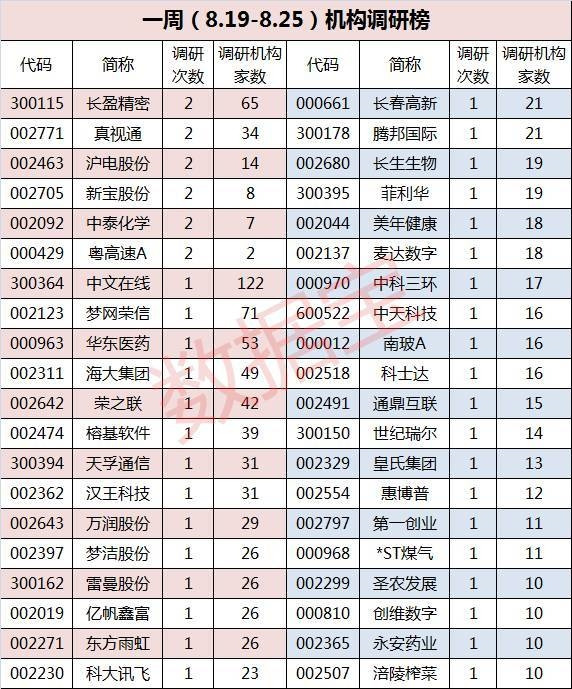 一周（8.19-8.25）机构调研榜
代码 简称 调研次数 调研机构家数 代码 简称 调研次数 调研机构家数
300115 长盈精密 2 65 000661 长春高新 1 21
002771 真视通 2 34 300178 腾邦国际 1 21
002463 沪电股份 2 14 002680 长生生物 1 19
002705 新宝股份 2 8 300395 菲利华 1 19
002092 中泰化学 2 7 002044 美年健康 1 18
000429 粤高速A 2 2 002137 麦达数字 1 18
300364 中文在线 1 122 000970 中科三环 1 17
002123 梦网荣信 1 71 600522 中天科技 1 16
000963 华东医药 1 53 000012 南玻A 1 16
002311 海大集团 1 49 002518 科士达 1 16
002642 荣之联 1 42 002491 通鼎互联 1 15
002474 榕基软件 1 39 300150 世纪瑞尔 1 14
300394 天孚通信 1 31 002329 皇氏集团 1 13
002362 汉王科技 1 31 002554 惠博普 1 12
002643 万润股份 1 29 002797 第一创业 1 11
002397 梦洁股份 1 26 000968 *ST煤气 1 11
300162 雷曼股份 1 26 002299 圣农发展 1 10
002019 亿帆鑫富 1 26 000810 创维数字 1 10
002271 东方雨虹 1 26 002365 永安药业 1 10
002230 科大讯飞 1 23 002507 涪陵榨菜 1 10
数据宝